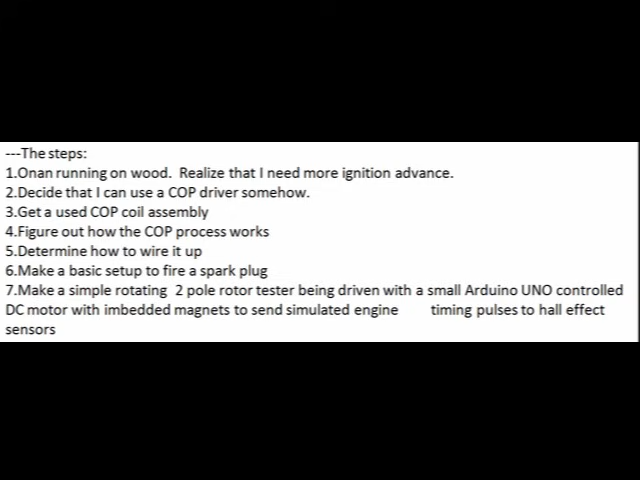 ---The steps:
1.Onan running on wood.  Realize that I need more ignition advance.
2.Decide that I can use a COP driver somehow.
3.Get a used COP coil assembly
4.Figure out how the COP process works
5.Determine how to wire it up
6.Make a basic setup to fire a spark plug
7.Make a simple rotating  2 pole rotor tester being driven with a small Arduino UNO controlled
DC motor with imbedded magnets to send simulated engine       timing pulses to hall effect
sensors